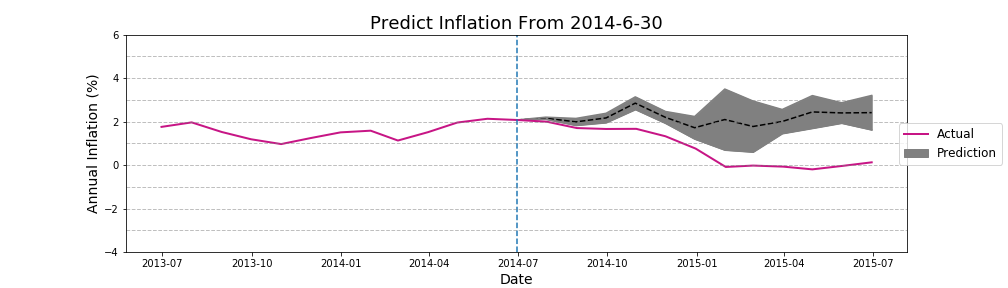 Predict Inflation From 2014-6-30
Annual Inflation (%)
6
4
2
0
−2
−4
2013-07 2013-10 2014-01 2014-04 2014-07 2014-10 2015-01 2015-04 2015-07
Date
Actual
Prediction